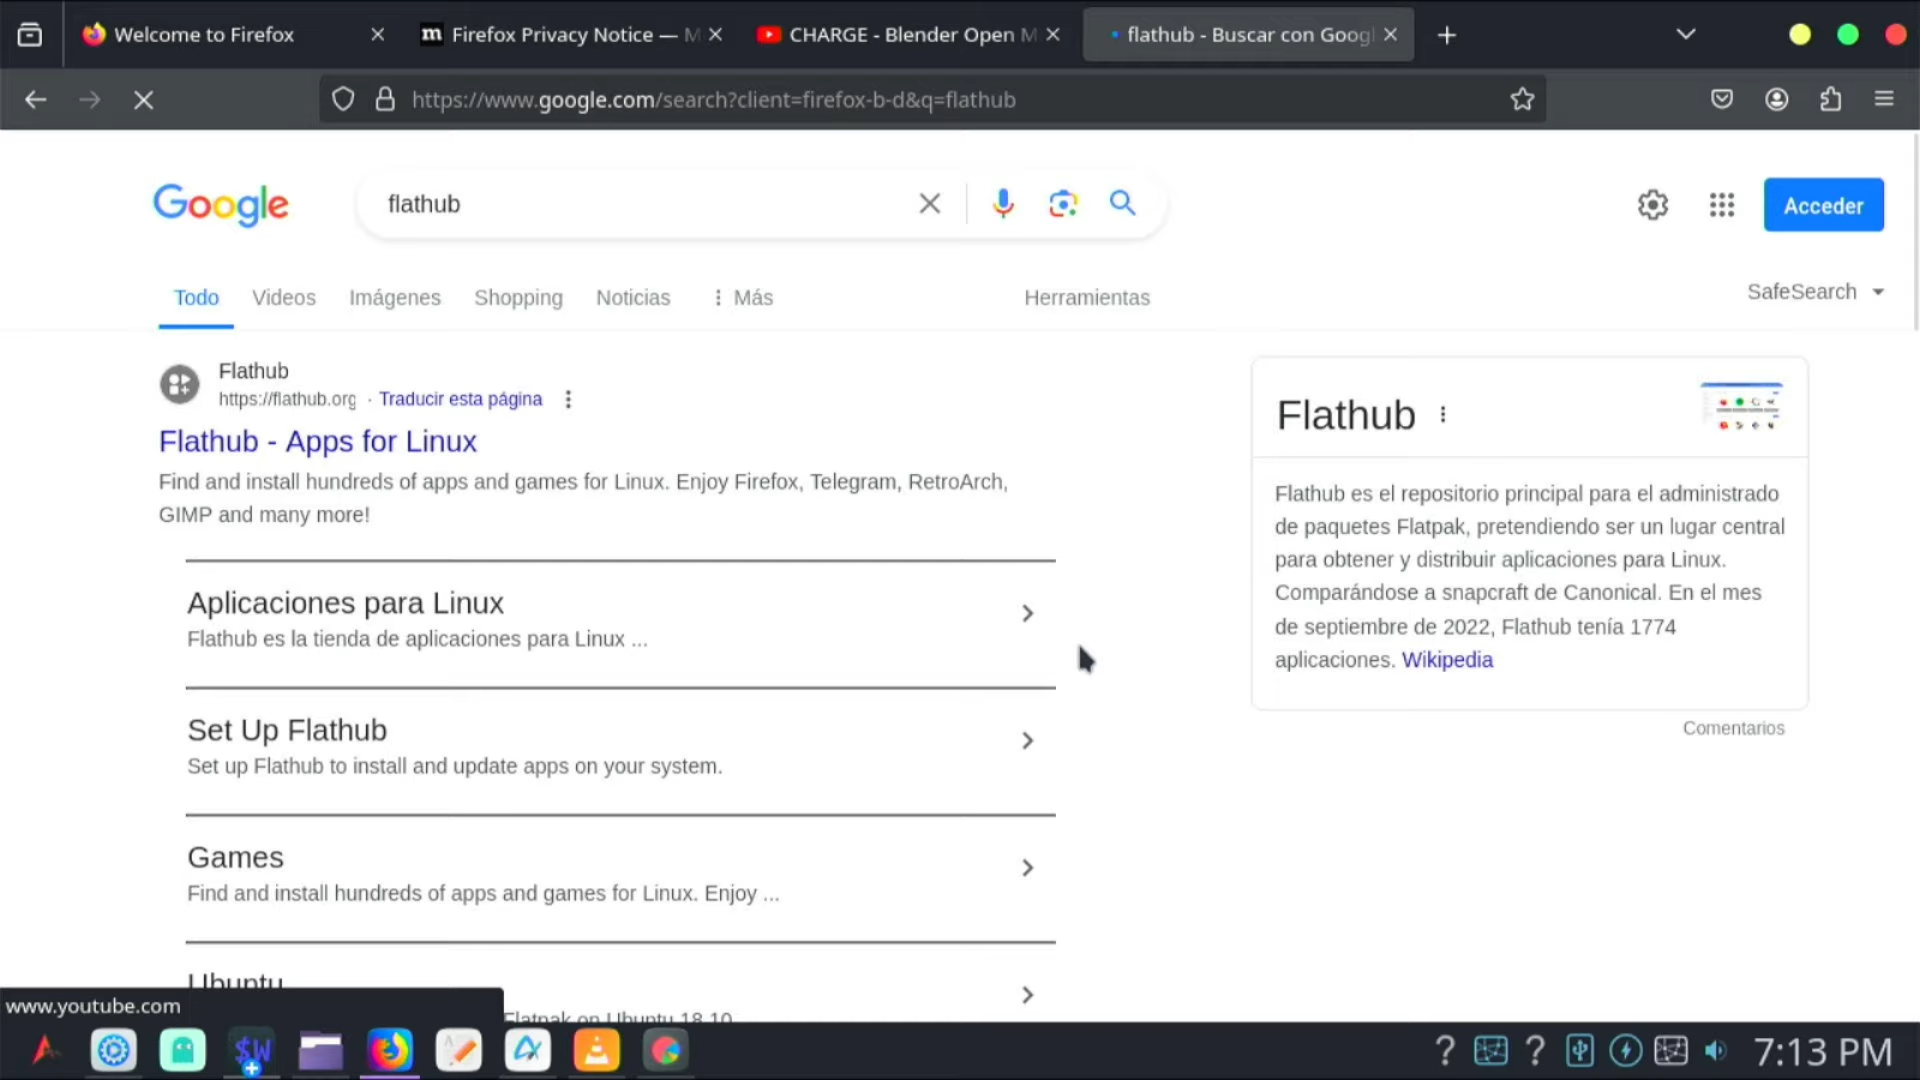 Welcome to Firefox
m Firefox Privacy Notice — M
CHARGE - Blender Open M
flathub - Buscar con Googl
https://www.google.com/search?client=firefox-b-d&q=flathub
Google
flathub
Acceder
Todo
Videos
Imágenes
Shopping
Noticias
Más
Herramientas
SafeSearch
Flathub
https://flathub.org · Traducir esta página
Flathub - Apps for Linux
Find and install hundreds of apps and games for Linux. Enjoy Firefox, Telegram, RetroArch,
GIMP and many more!
Aplicaciones para Linux
Flathub es la tienda de aplicaciones para Linux ...
Set Up Flathub
Set up Flathub to install and update apps on your system.
Games
Find and install hundreds of apps and games for Linux. Enjoy ...
Ubuntu
Flatpak on Ubuntu 18.10
Flathub
Flathub es el repositorio principal para el administrado
de paquetes Flatpak, pretendiendo ser un lugar central
para obtener y distribuir aplicaciones para Linux.
Comparándose a snapcraft de Canonical. En el mes
de septiembre de 2022, Flathub tenía 1774
aplicaciones. Wikipedia
Comentarios
www.youtube.com
$W
? ?
7:13 PM